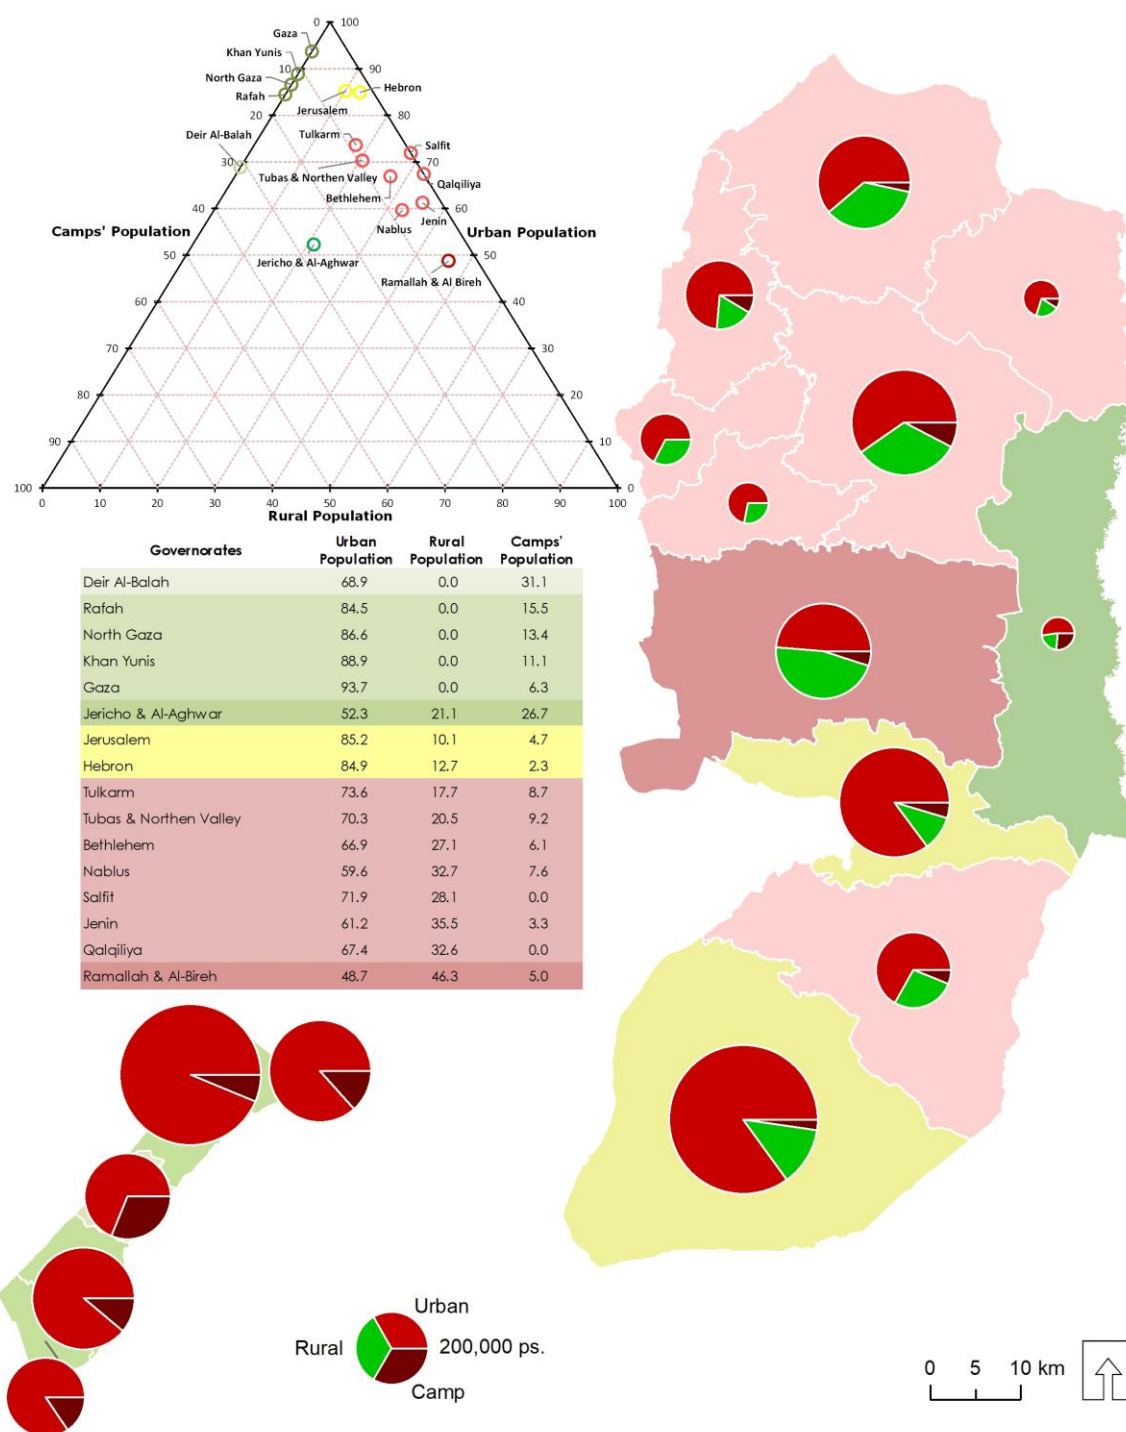 0 100
Gaza
Khan Yunis
10 90
North Gaza
Hebron
Rafah
Jerusalem
20 80
Deir Al-Balah
Tulkarm
Salfit
30 70
Tubas & Northen Valley
Qalqiliya
Bethlehem
40 60
Jenin
Nablus
Camps' Population
Urban Population
50 50
Jericho & Al-Aghwar
Ramallah & Al Bireh
60 40
70 30
80 20
90 10
100 0
0 10 20 30 40 50 60 70 80 90 100
Rural Population
Governorates Urban Population Rural Population Camps' Population
Deir Al-Balah 68.9 0.0 31.1
Rafah 84.5 0.0 15.5
North Gaza 86.6 0.0 13.4
Khan Yunis 88.9 0.0 11.1
Gaza 93.7 0.0 6.3
Jericho & Al-Aghwar 52.3 21.1 26.7
Jerusalem 85.2 10.1 4.7
Hebron 84.9 12.7 2.3
Tulkarm 73.6 17.7 8.7
Tubas & Northen Valley 70.3 20.5 9.2
Bethlehem 66.9 27.1 6.1
Nablus 59.6 32.7 7.6
Salfit 71.9 28.1 0.0
Jenin 61.2 35.5 3.3
Qalqiliya 67.4 32.6 0.0
Ramallah & Al-Bireh 48.7 46.3 5.0
Urban
Rural
200,000 ps.
Camp
0 5 10 km